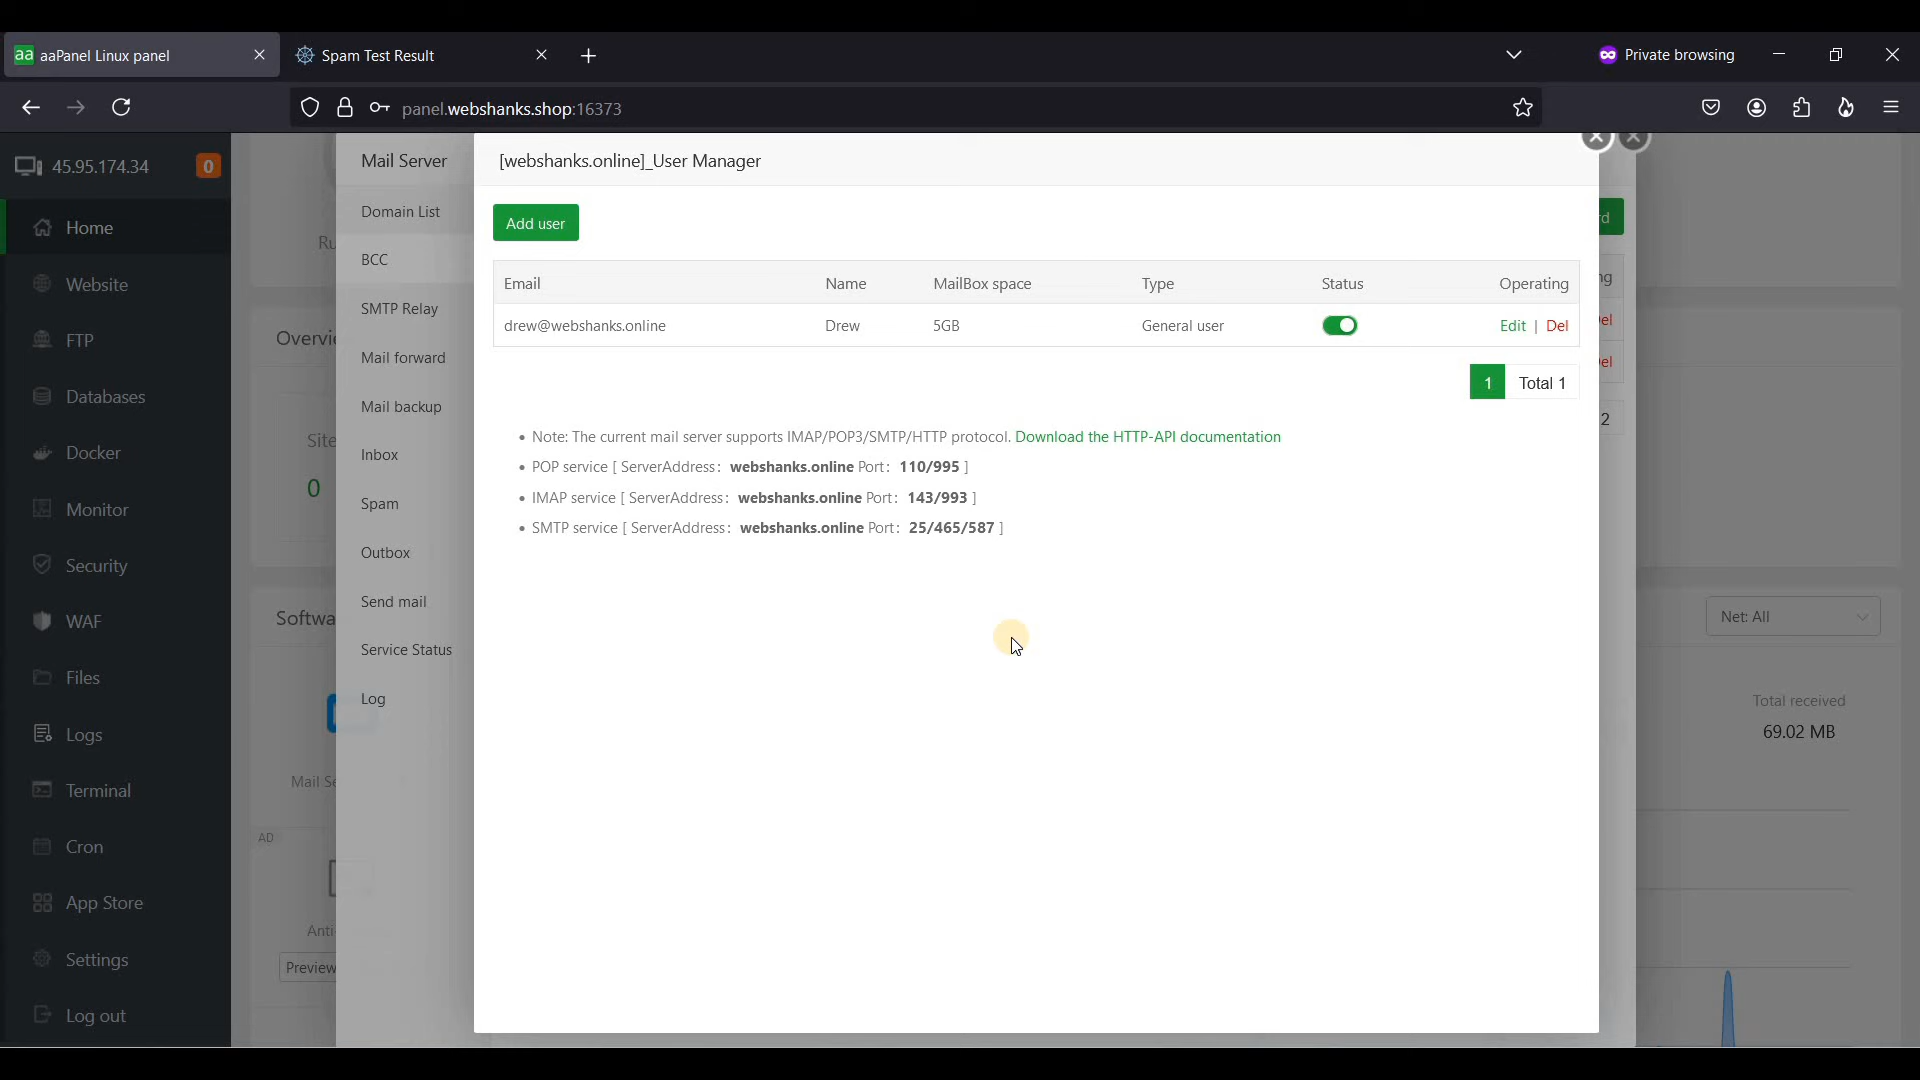 aa aaPanel Linux panel
Spam Test Result
Private browsing
panel.webshanks.shop:16373
45.95.174.34
0
Home
Website
FTP
Databases
Docker
Monitor
Security
WAF
Files
Logs
Terminal
Cron
App Store
Settings
Log out
Mail Server
Domain List
BCC
SMTP Relay
Mail forward
Mail backup
Inbox
Spam
Outbox
Send mail
Service Status
Log
[webshanks.online]_User Manager
Add user
Email Name MailBox space Type Status Operating
drew@webshanks.online Drew 5GB General user Edit | Del
1 Total 1
• Note: The current mail server supports IMAP/POP3/SMTP/HTTP protocol. Download the HTTP-API documentation
• POP service [ ServerAddress: webshanks.online Port: 110/995 ]
• IMAP service [ ServerAddress: webshanks.online Port: 143/993 ]
• SMTP service [ ServerAddress: webshanks.online Port: 25/465/587 ]
0
AD
Preview
2
Net: All
Total received
69.02 MB